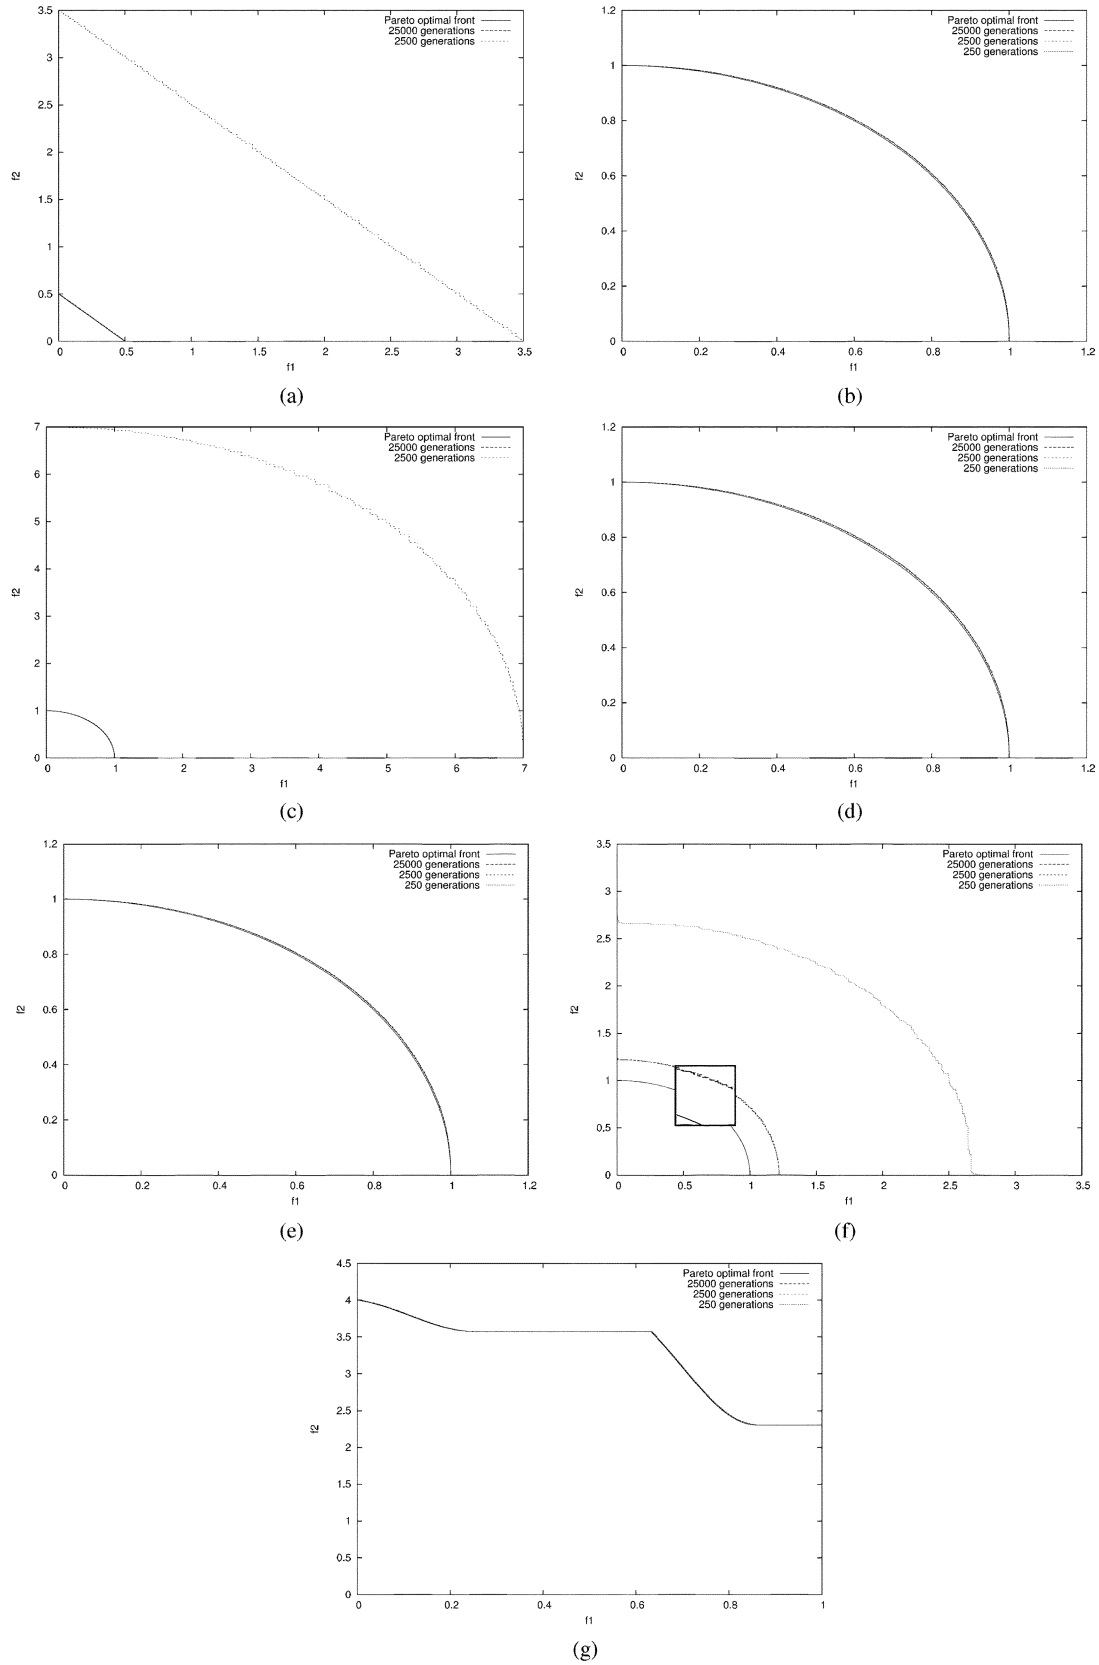 3.5
3
2.5
2
1.5
1
0.5
0
f2
Pareto optimal front
25000 generations
2500 generations
0 0.5 1 1.5 2 2.5 3 3.5
f1
(a)
1.2
1
0.8
0.6
0.4
0.2
0
f2
Pareto optimal front
25000 generations
2500 generations
250 generations
0 0.2 0.4 0.6 0.8 1 1.2
f1
(b)
7
6
5
4
3
2
1
0
f2
Pareto optimal front
25000 generations
2500 generations
0 1 2 3 4 5 6 7
f1
(c)
1.2
1
0.8
0.6
0.4
0.2
0
f2
Pareto optimal front
25000 generations
2500 generations
250 generations
0 0.2 0.4 0.6 0.8 1 1.2
f1
(d)
1.2
1
0.8
0.6
0.4
0.2
0
f2
Pareto optimal front
25000 generations
2500 generations
250 generations
0 0.2 0.4 0.6 0.8 1 1.2
f1
(e)
3.5
3
2.5
2
1.5
1
0.5
0
f2
Pareto optimal front
25000 generations
2500 generations
250 generations
0 0.5 1 1.5 2 2.5 3 3.5
f1
(f)
4.5
4
3.5
3
2.5
2
1.5
1
0.5
0
f2
Pareto optimal front
25000 generations
2500 generations
250 generations
0 0.2 0.4 0.6 0.8 1
f1
(g)